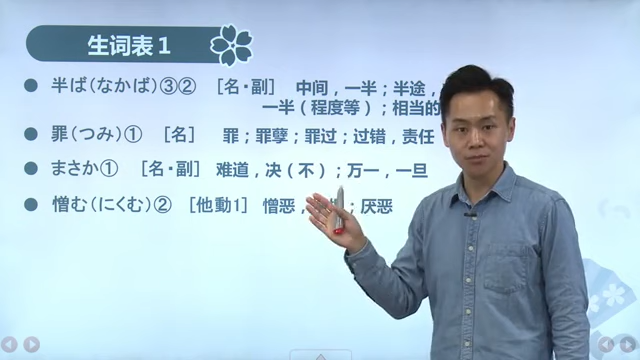 生词表 1
● 半ば（なかば）③② ［名・副］ 中间，一半；半途，
一半（程度等）；相当的
● 罪（つみ）① ［名］ 罪；罪孽；罪过；过错，责任
● まさか① ［名・副］ 难道，决（不）；万一，一旦
● 憎む（にくむ）② ［他動1］ 憎恶，；厌恶